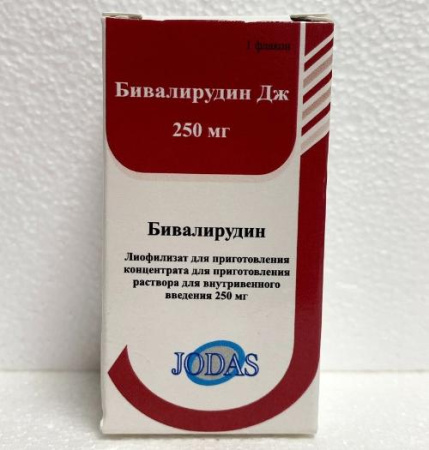 1 флакон
Бивалирудин Дж
250 мг
Бивалирудин
Лиофилизат для приготовления
концентрата для приготовления
раствора для внутривенного
введения 250 мг
JODAS